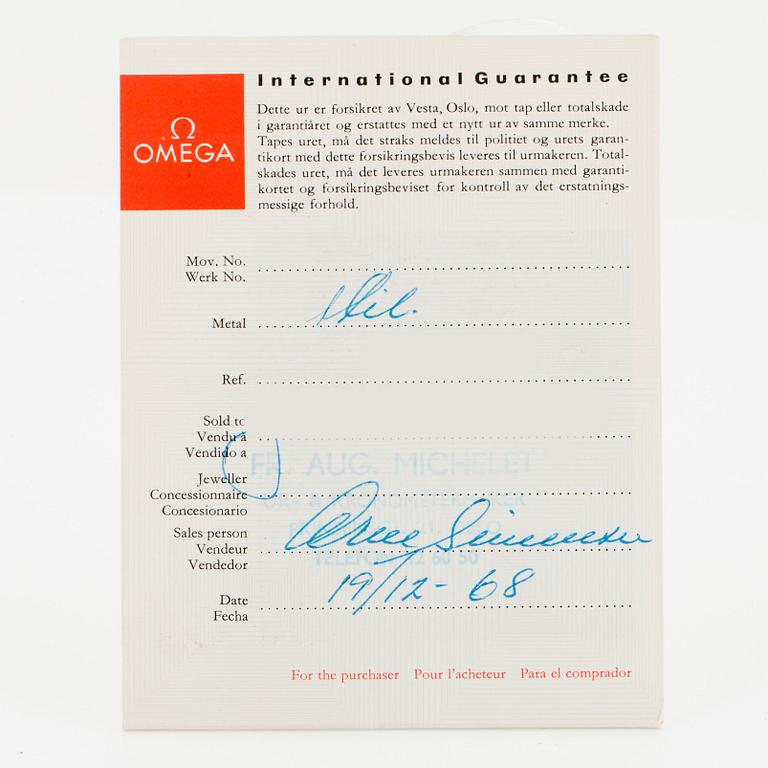 International Guarantee
Ω
OMEGA
Dette ur er forsikret av Vesta, Oslo, mot tap eller totalskade
i garantiåret og erstattes med et nytt ur av samme merke.
Tapes uret, må det straks meldes til politiet og urets garan-
tikort med dette forsikringsbevis leveres til urmakeren. Total-
skades uret, må det leveres urmakeren sammen med garanti-
kortet og forsikringsbeviset for kontroll av det erstatnings-
messige forhold.
Mov. No.
Werk No.
Metal stil.
Ref.
Sold to
Vendu à
Vendido a
FR. AUG. MICHELET
Jeweller
Concessionnaire
Concesionario
Sales person
Vendeur
Vendedor
Arne
TELEFON
Date 19/12-68
Fecha
For the purchaser Pour l'acheteur Para el comprador